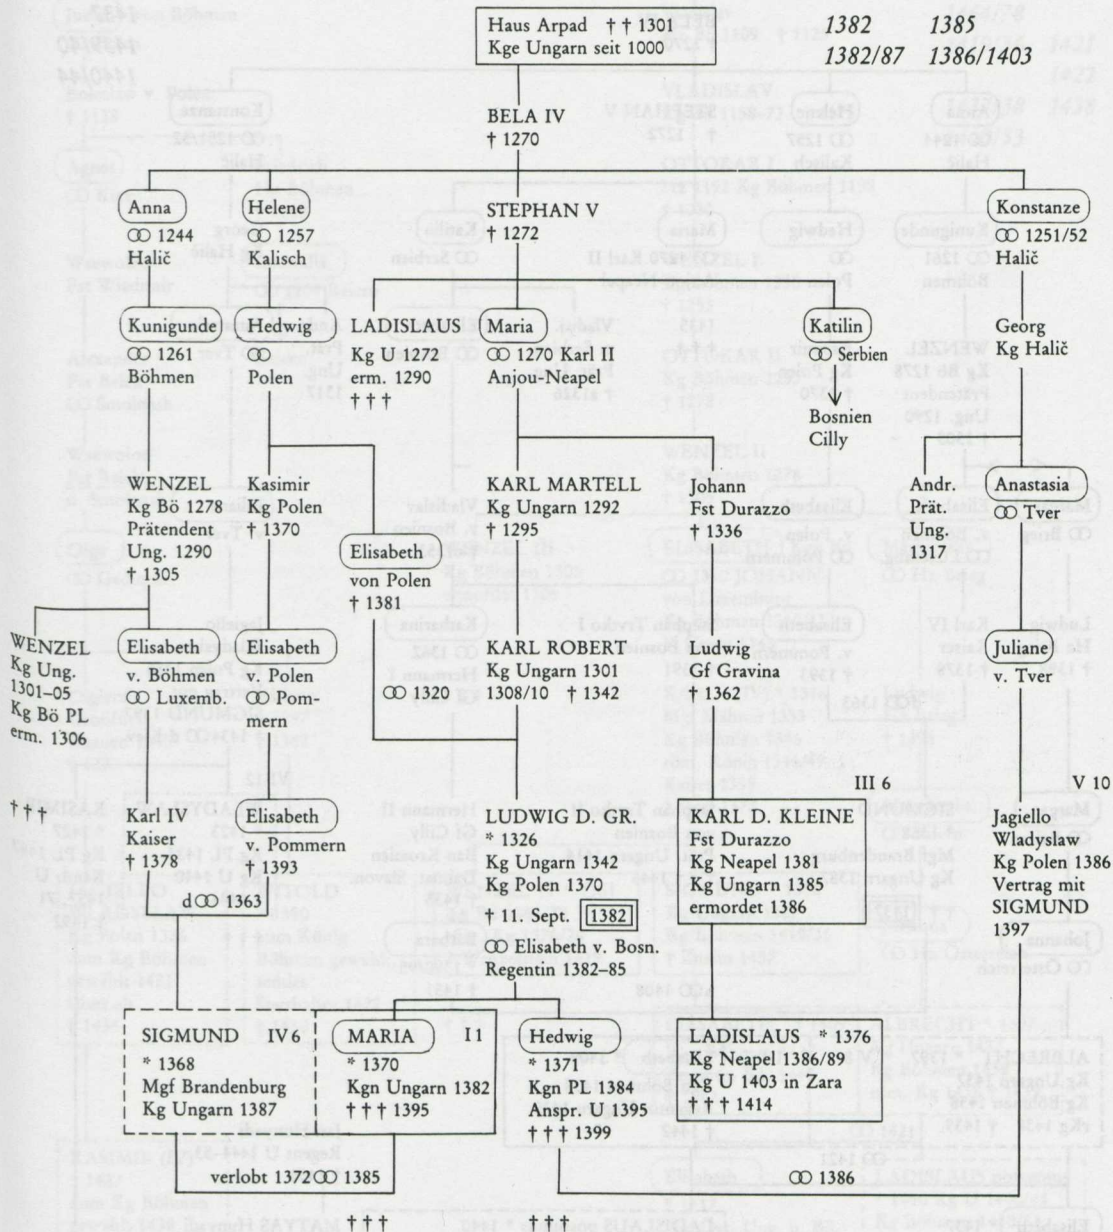 Haus Arpad † † 1301
Kge Ungarn seit 1000
1382 1385
1382/87 1386/1403
BELA IV
† 1270
Anna
ꝏ 1244
Halič
Helene
ꝏ 1257
Kalisch
STEPHAN V
† 1272
Konstanze
ꝏ 1251/52
Halič
Kunigunde
ꝏ 1261
Böhmen
Hedwig
ꝏ
Polen
LADISLAUS
Kg U 1272
erm. 1290
† † †
Maria
ꝏ 1270 Karl II
Anjou-Neapel
Katilin
ꝏ Serbien
Bosnien
Cilly
Georg
Kg Halič
WENZEL
Kg Bö 1278
Prätendent
Ung. 1290
† 1305
Kasimir
Kg Polen
† 1370
Elisabeth
von Polen
† 1381
KARL MARTELL
Kg Ungarn 1292
† 1295
Johann
Fst Durazzo
† 1336
Andr.
Prät.
Ung.
1317
Anastasia
ꝏ Tver
WENZEL
Kg Ung.
1301–05
Kg Bö PL
erm. 1306
Elisabeth
v. Böhmen
ꝏ Luxemb.
Elisabeth
v. Polen
ꝏ Pom-
mern
ꝏ 1320
KARL ROBERT
Kg Ungarn 1301
1308/10 † 1342
Ludwig
Gf Gravina
† 1362
Juliane
v. Tver
† † †
Karl IV
Kaiser
† 1378
Elisabeth
v. Pommern
† 1393
dꝏ 1363
LUDWIG D. GR.
* 1326
Kg Ungarn 1342
Kg Polen 1370
† 11. Sept. 1382
ꝏ Elisabeth v. Bosn.
Regentin 1382–85
III 6
KARL D. KLEINE
Fst Durazzo
Kg Neapel 1381
Kg Ungarn 1385
ermordet 1386
V 10
Jagiello
Wladyslaw
Kg Polen 1386
Vertrag mit
SIGMUND
1397
SIGMUND IV 6
* 1368
Mgf Brandenburg
Kg Ungarn 1387
MARIA I 1
* 1370
Kgn Ungarn 1382
† † † 1395
Hedwig
* 1371
Kgn PL 1384
Anspr. U 1395
† † † 1399
LADISLAUS * 1376
Kg Neapel 1386/89
Kg U 1403 in Zara
† † † 1414
verlobt 1372 ꝏ 1385
ꝏ 1386
† † † † † †